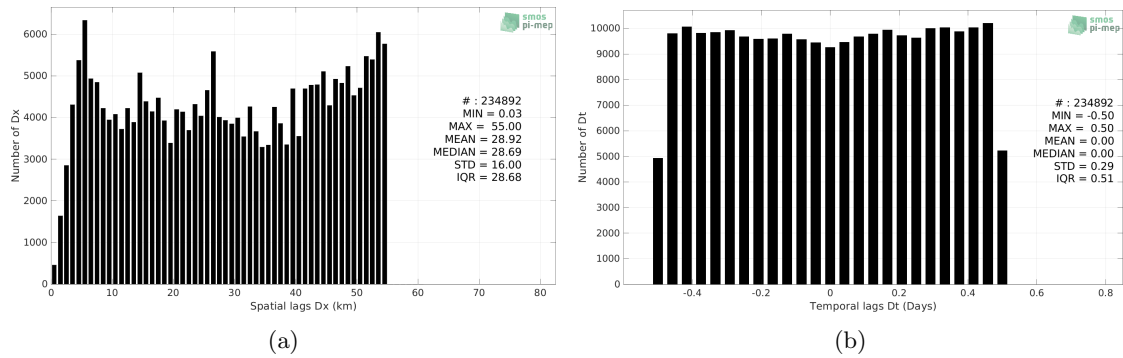 smos
pi-mep
6000
5000
4000
3000
2000
1000
0
Number of Dx
# : 234892
MIN = 0.03
MAX = 55.00
MEAN = 28.92
MEDIAN = 28.69
STD = 16.00
IQR = 28.68
0 10 20 30 40 50 60 70 80
Spatial lags Dx (km)
(a)
smos
pi-mep
10000
9000
8000
7000
6000
5000
4000
3000
2000
1000
0
Number of Dt
# : 234892
MIN = -0.50
MAX = 0.50
MEAN = 0.00
MEDIAN = 0.00
STD = 0.29
IQR = 0.51
-0.4 -0.2 0 0.2 0.4 0.6 0.8
Temporal lags Dt (Days)
(b)